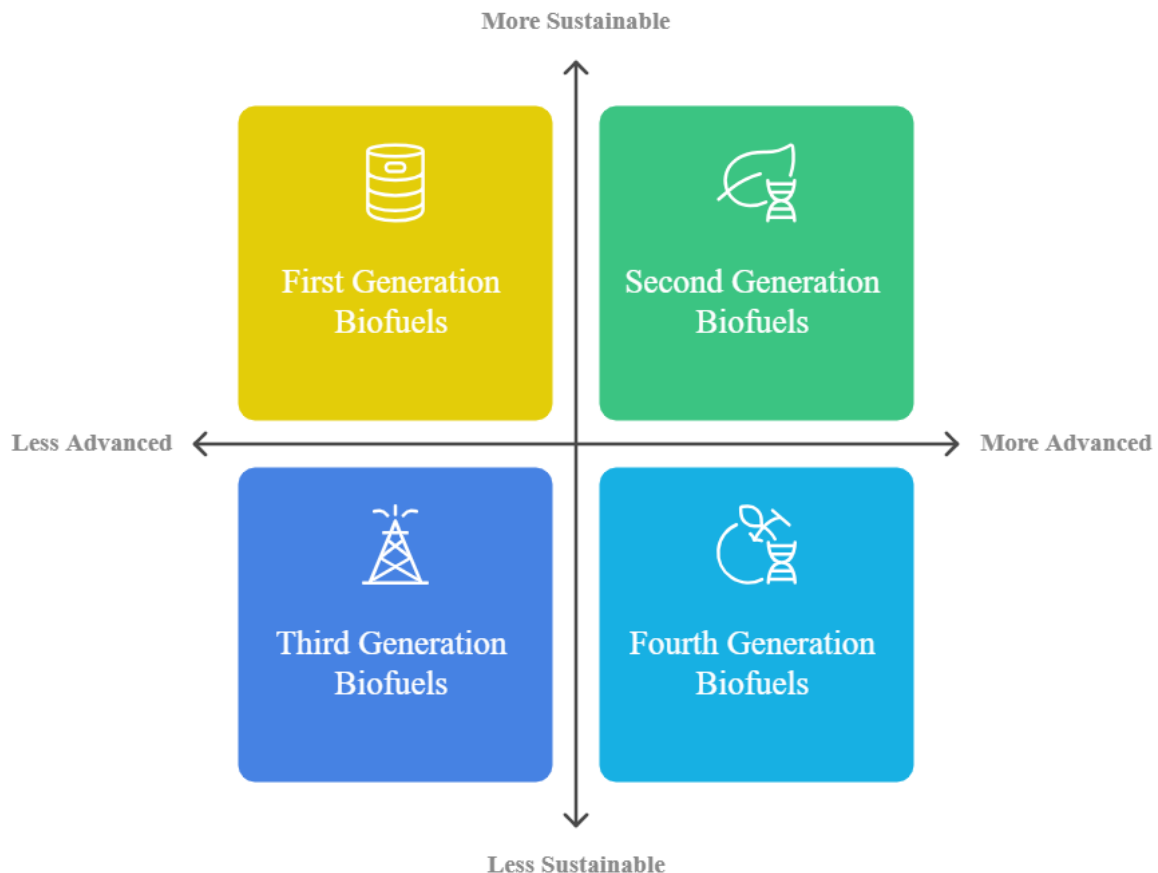 More Sustainable
First Generation
Biofuels
Second Generation
Biofuels
Less Advanced
More Advanced
Third Generation
Biofuels
Fourth Generation
Biofuels
Less Sustainable